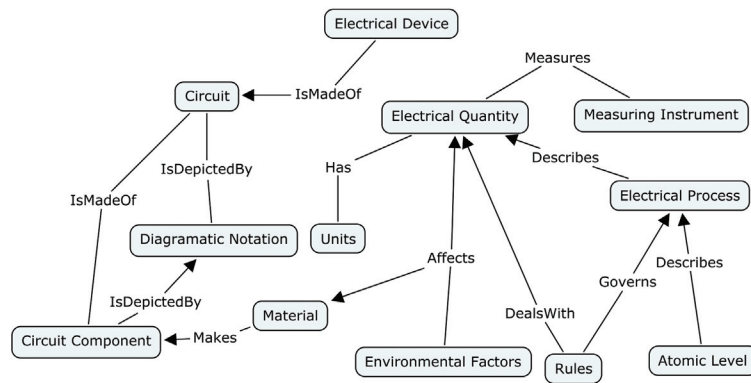 Electrical Device
Measures
Circuit
IsMadeOf
Electrical Quantity
Measuring Instrument
Describes
IsDepictedBy
Has
IsMadeOf
Electrical Process
Diagramatic Notation
Units
Affects
Describes
Governs
IsDepictedBy
Material
DealsWith
Makes
Circuit Component
Environmental Factors
Rules
Atomic Level